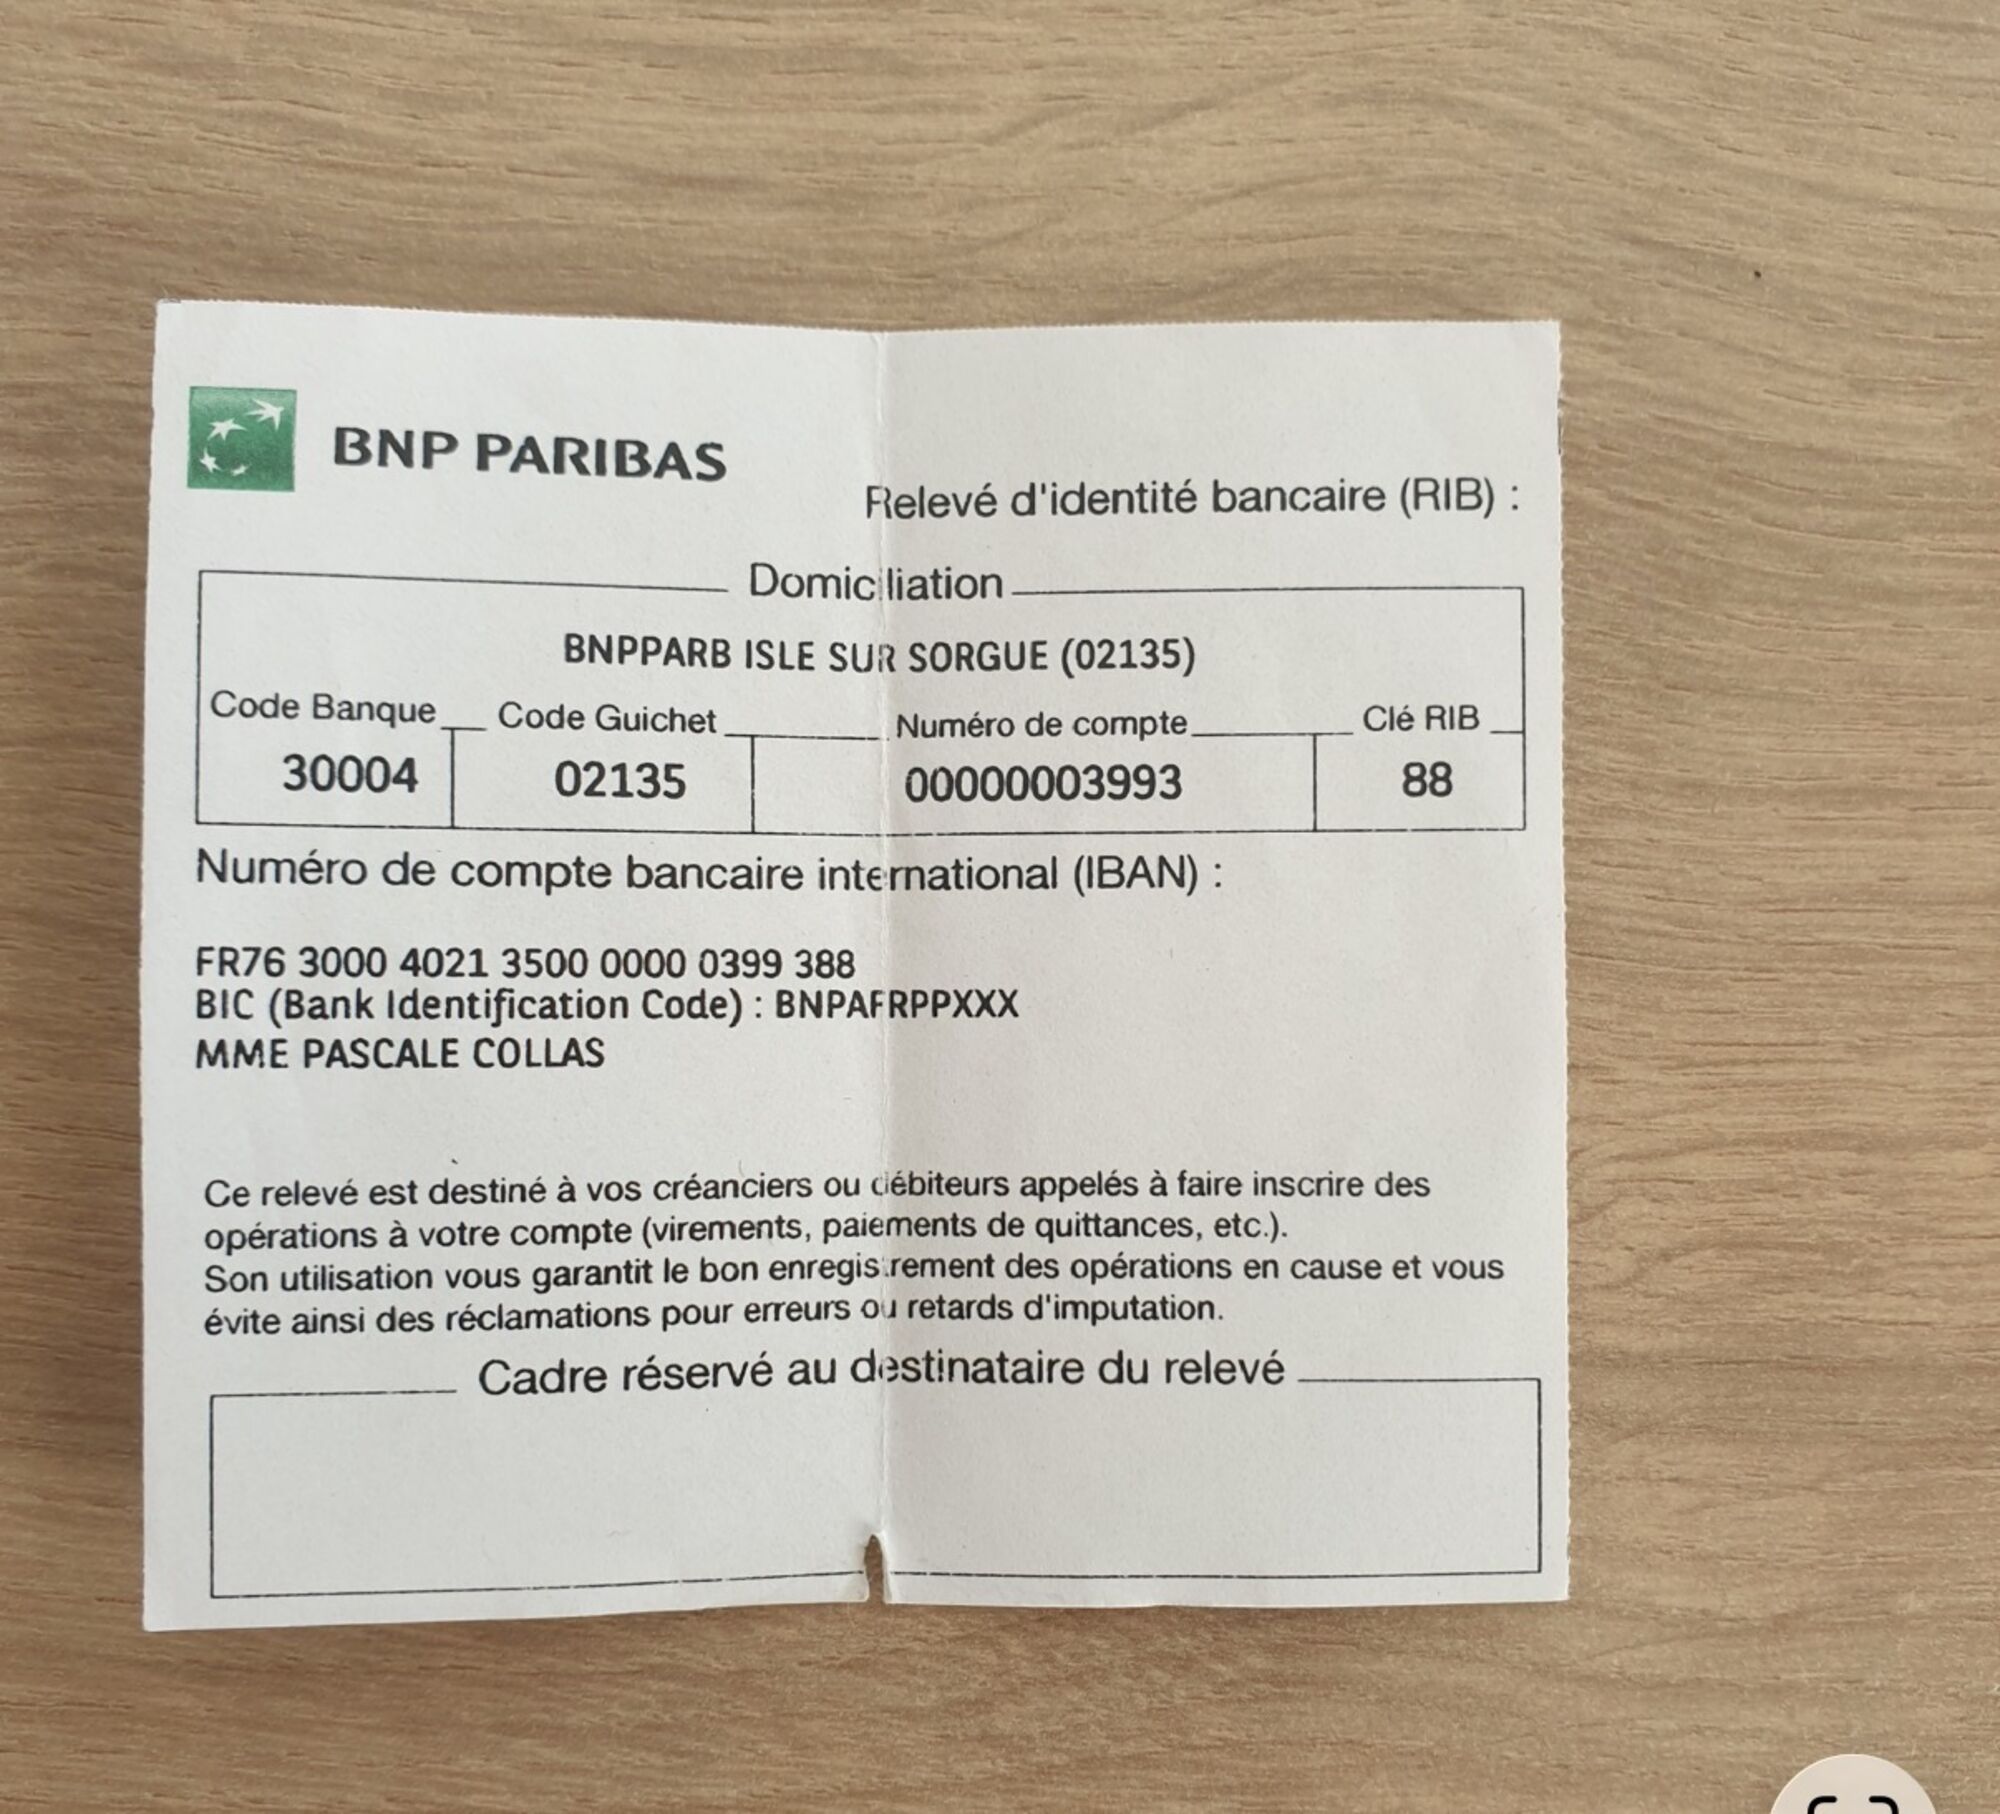 BNP PARIBAS
Relevé d'identité bancaire (RIB) :
Domiciliation
BNPPARB ISLE SUR SORGUE (02135)
Code Banque Code Guichet Numéro de compte Clé RIB
30004 02135 00000003993 88
Numéro de compte bancaire international (IBAN) :
FR76 3000 4021 3500 0000 0399 388
BIC (Bank Identification Code) : BNPAFRPPXXX
MME PASCALE COLLAS
Ce relevé est destiné à vos créanciers ou débiteurs appelés à faire inscrire des
opérations à votre compte (virements, paiements de quittances, etc.).
Son utilisation vous garantit le bon enregistrement des opérations en cause et vous
évite ainsi des réclamations pour erreurs ou retards d'imputation.
Cadre réservé au destinataire du relevé